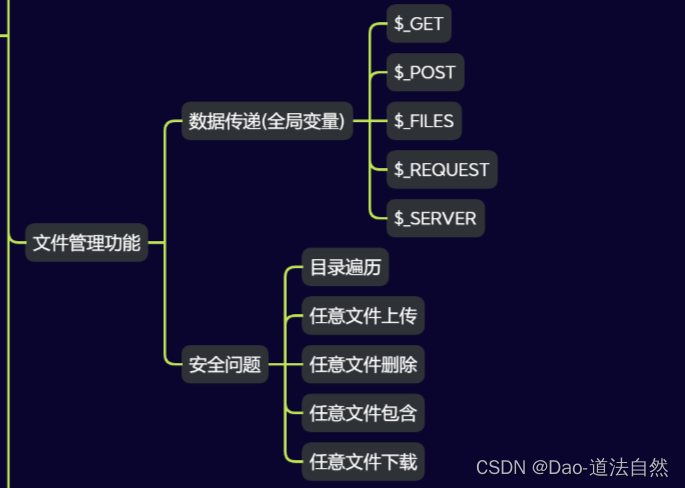 文件管理功能
数据传递(全局变量)
$_GET
$_POST
$_FILES
$_REQUEST
$_SERVER
安全问题
目录遍历
任意文件上传
任意文件删除
任意文件包含
任意文件下载
CSDN @Dao-道法自然